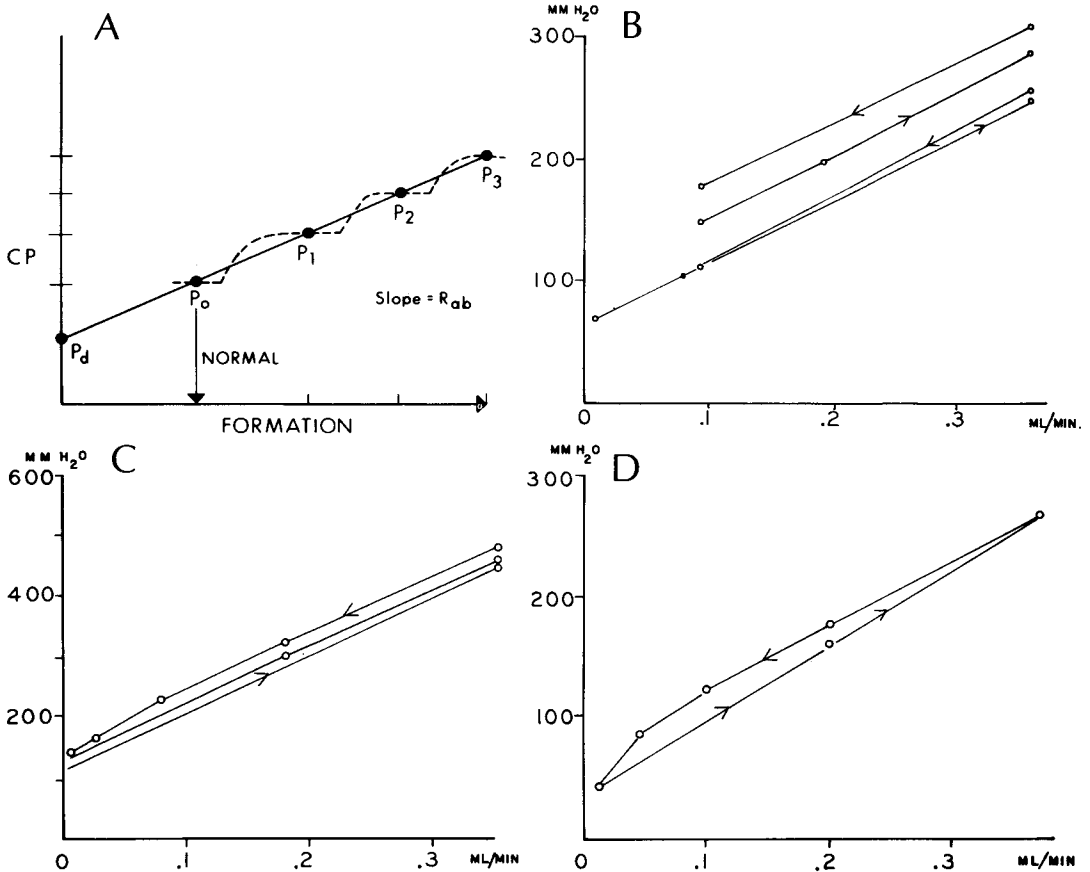 A
CP
P3
P2
P1
Po
Slope = Rab
Pd
NORMAL
FORMATION
B
MM H2O
300
200
100
0
.1
.2
.3
ML/MIN.
C
MM H2O
600
400
200
0
.1
.2
.3
ML/MIN
D
MM H2O
300
200
100
0
.1
.2
.3
ML/MIN